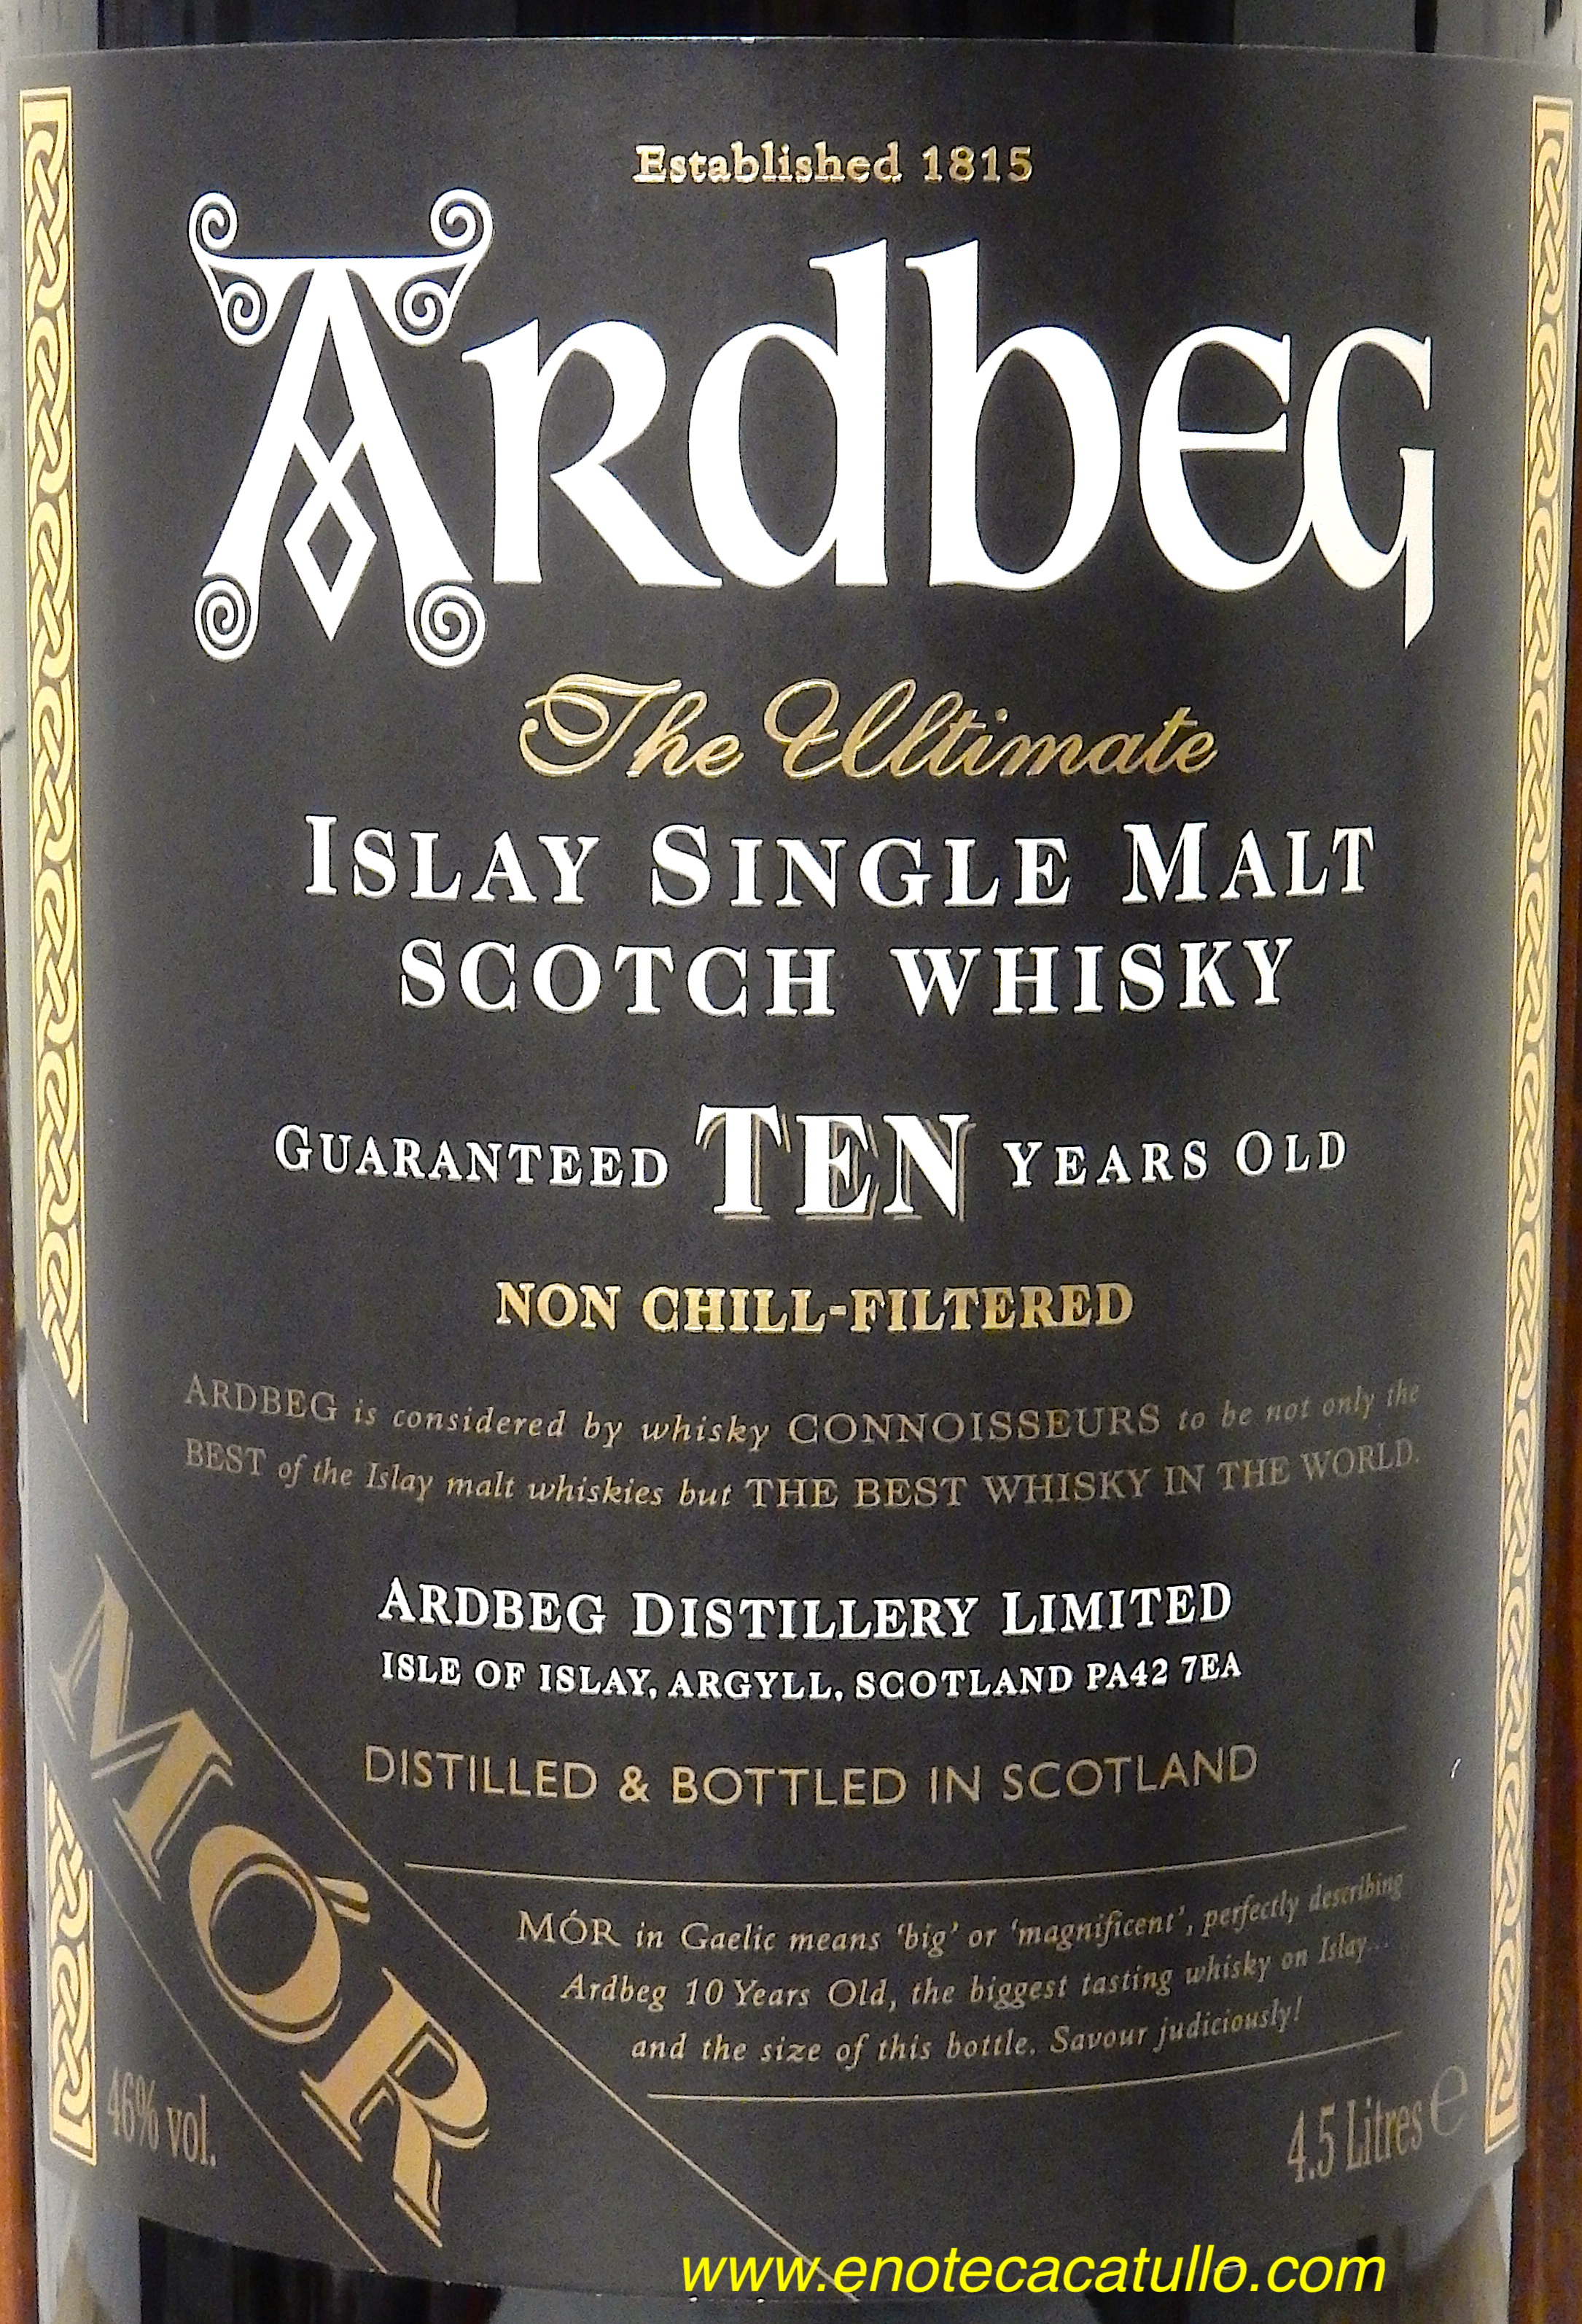 Established 1815
Ardbeg
The Ultimate
ISLAY SINGLE MALT
SCOTCH WHISKY
GUARANTEED TEN YEARS OLD
NON CHILL-FILTERED
ARDBEG is considered by whisky CONNOISSEURS to be not only the
BEST of the Islay malt whiskies but THE BEST WHISKY IN THE WORLD.
ARDBEG DISTILLERY LIMITED
ISLE OF ISLAY, ARGYLL, SCOTLAND PA42 7EA
DISTILLED & BOTTLED IN SCOTLAND
MÓR
MÓR in Gaelic means ‘big’ or ‘magnificent’, perfectly describing
Ardbeg 10 Years Old, the biggest tasting whisky on Islay...
and the size of this bottle. Savour judiciously!
46% vol.
4.5 Litres e
www.enotecacatullo.com